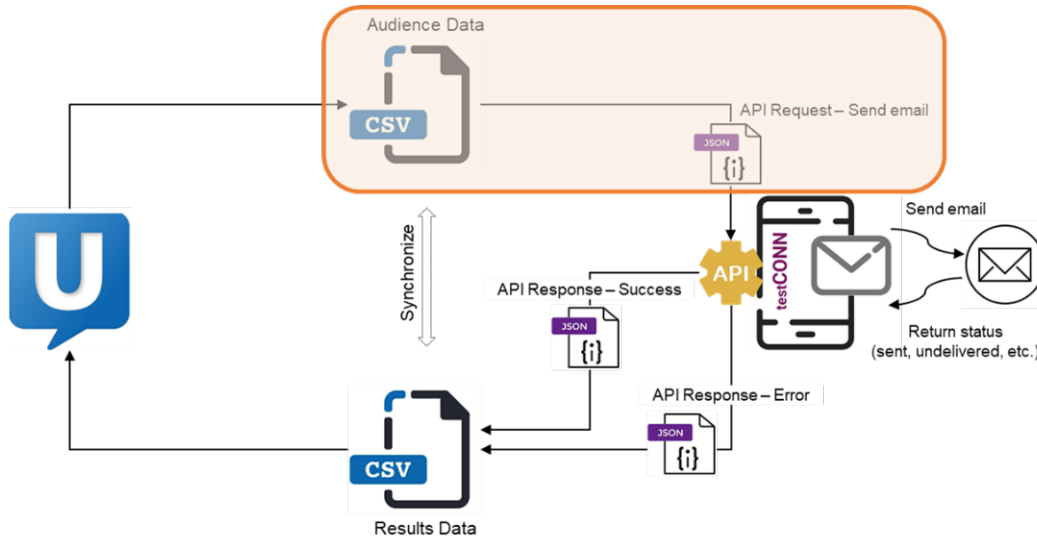 Audience Data
CSV
API Request – Send email
JSON
{i}
U
Synchronize
Send email
API
testCONN
API Response – Success
JSON
{i}
Return status
(sent, undelivered, etc.)
API Response – Error
JSON
{i}
CSV
Results Data